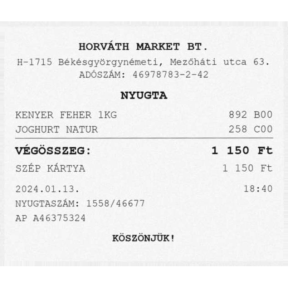 HORVÁTH MARKET BT.
H-1715 Békésgyörgynémeti, Mezőháti utca 63.
ADÓSZÁM: 46978783-2-42
NYUGTA
KENYER FEHER 1KG 892 B00
JOGHURT NATUR 258 C00
VÉGÖSSZEG: 1 150 Ft
SZÉP KÁRTYA 1 150 Ft
2024.01.13. 18:40
NYUGTASZÁM: 1558/46677
AP A46375324
KÖSZÖNJÜK!